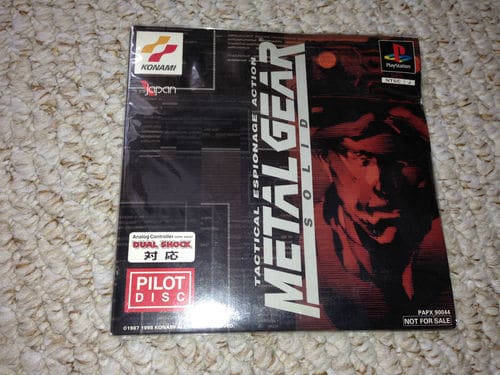 KONAMI
Japan
PlayStation
NTSC
TACTICAL ESPIONAGE ACTION
METAL GEAR
SOLID
Analog Controller
DUAL SHOCK
対応
PILOT
DISC
©1987 1998 KONAMI
PAPX 90044
NOT FOR SALE